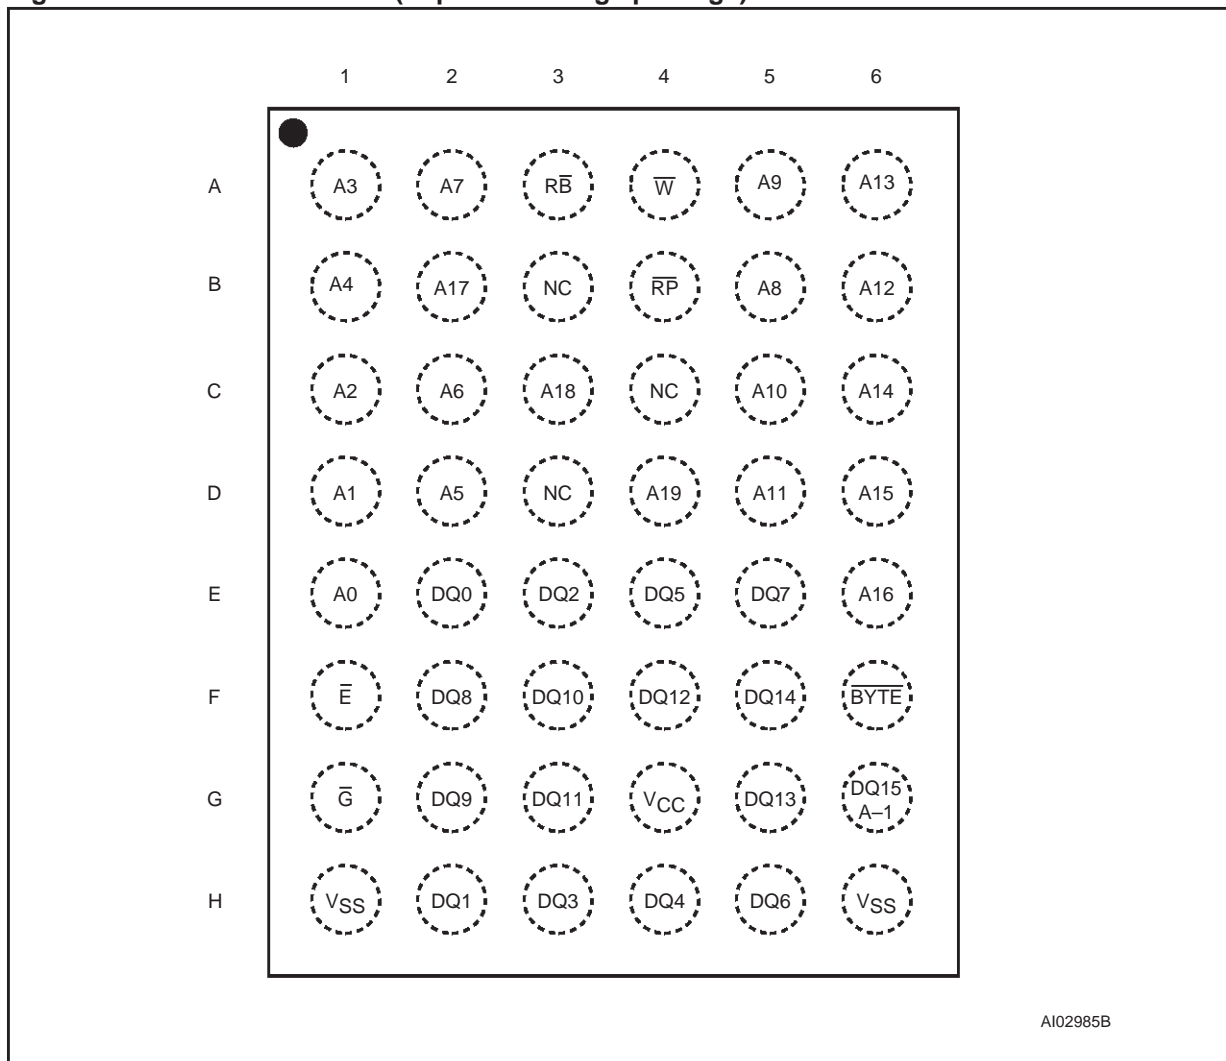 1 2 3 4 5 6
A A3 A7 RB̅ W̅ A9 A13
B A4 A17 NC R̅P̅ A8 A12
C A2 A6 A18 NC A10 A14
D A1 A5 NC A19 A11 A15
E A0 DQ0 DQ2 DQ5 DQ7 A16
F E̅ DQ8 DQ10 DQ12 DQ14 B̅Y̅T̅E̅
G G̅ DQ9 DQ11 VCC DQ13 DQ15
A–1
H VSS DQ1 DQ3 DQ4 DQ6 VSS
AI02985B